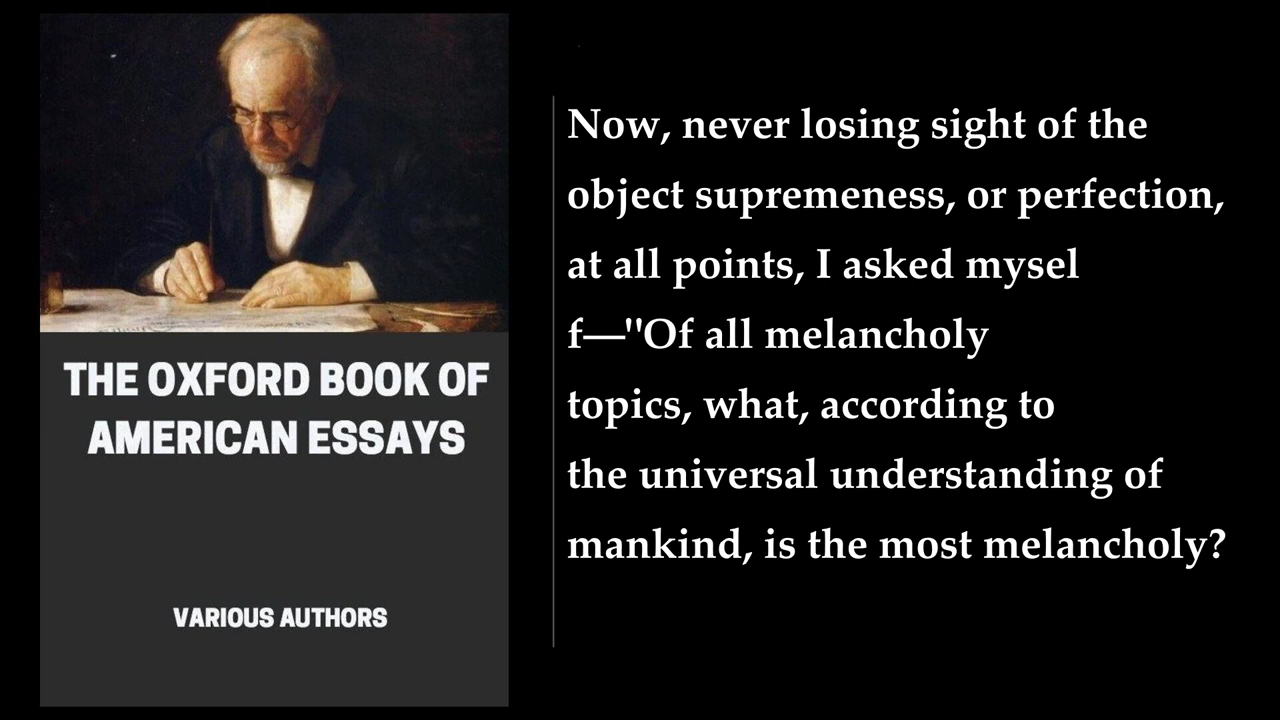 THE OXFORD BOOK OF
AMERICAN ESSAYS
VARIOUS AUTHORS
Now, never losing sight of the
object supremeness, or perfection,
at all points, I asked mysel
f—"Of all melancholy
topics, what, according to
the universal understanding of
mankind, is the most melancholy?